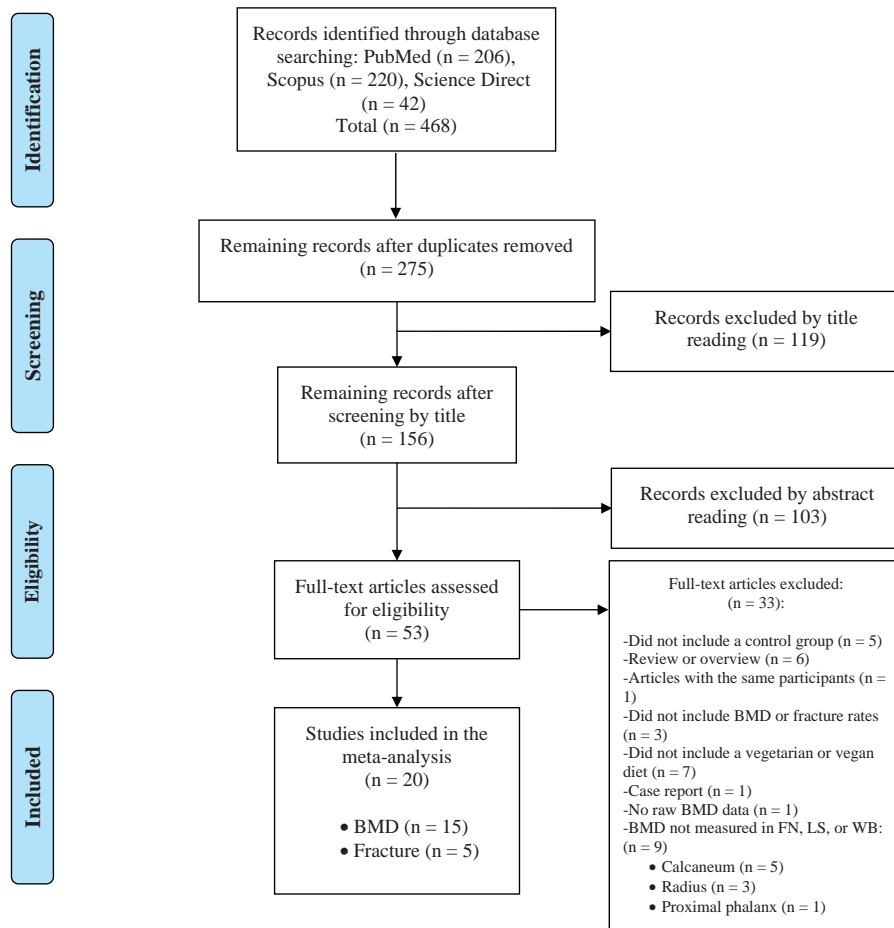 Identification
Records identified through database
searching: PubMed (n = 206),
Scopus (n = 220), Science Direct
(n = 42)
Total (n = 468)
Screening
Remaining records after duplicates removed
(n = 275)
Records excluded by title
reading (n = 119)
Remaining records after
screening by title
(n = 156)
Eligibility
Records excluded by abstract
reading (n = 103)
Full-text articles assessed
for eligibility
(n = 53)
Full-text articles excluded:
(n = 33):
-Did not include a control group (n = 5)
-Review or overview (n = 6)
-Articles with the same participants (n =
1)
-Did not include BMD or fracture rates
(n = 3)
-Did not include a vegetarian or vegan
diet (n = 7)
-Case report (n = 1)
-No raw BMD data (n = 1)
-BMD not measured in FN, LS, or WB:
(n = 9)
• Calcaneum (n = 5)
• Radius (n = 3)
• Proximal phalanx (n = 1)
Included
Studies included in the
meta-analysis
(n = 20)
• BMD (n = 15)
• Fracture (n = 5)